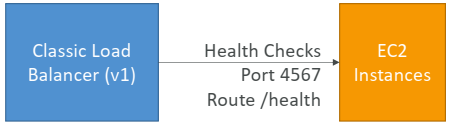 Classic Load
Balancer (v1)
Health Checks
Port 4567
Route /health
EC2
Instances